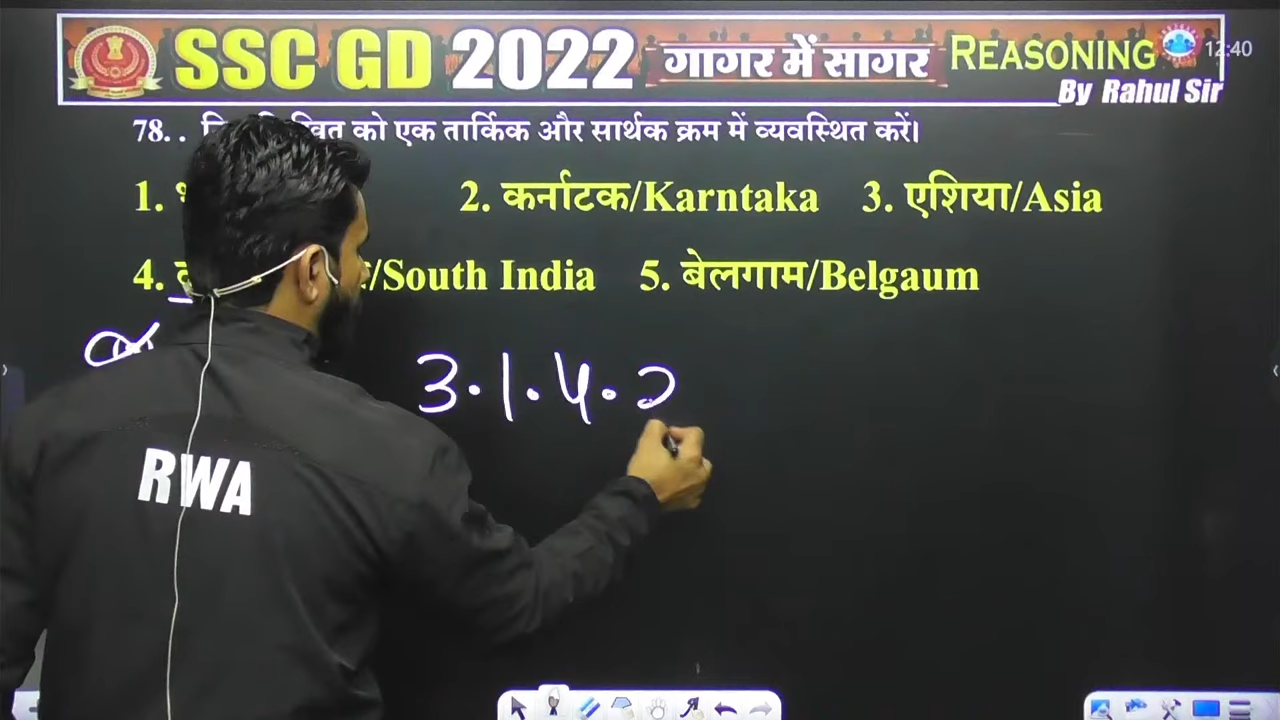 SSC GD 2022 गागर में सागर REASONING 12:40
By Rahul Sir
78. . को एक तार्किक और सार्थक क्रम में व्यवस्थित करें।
1. 2. कर्नाटक/Karntaka 3. एशिया/Asia
4. /South India 5. बेलगाम/Belgaum
3.1.4.2
RWA